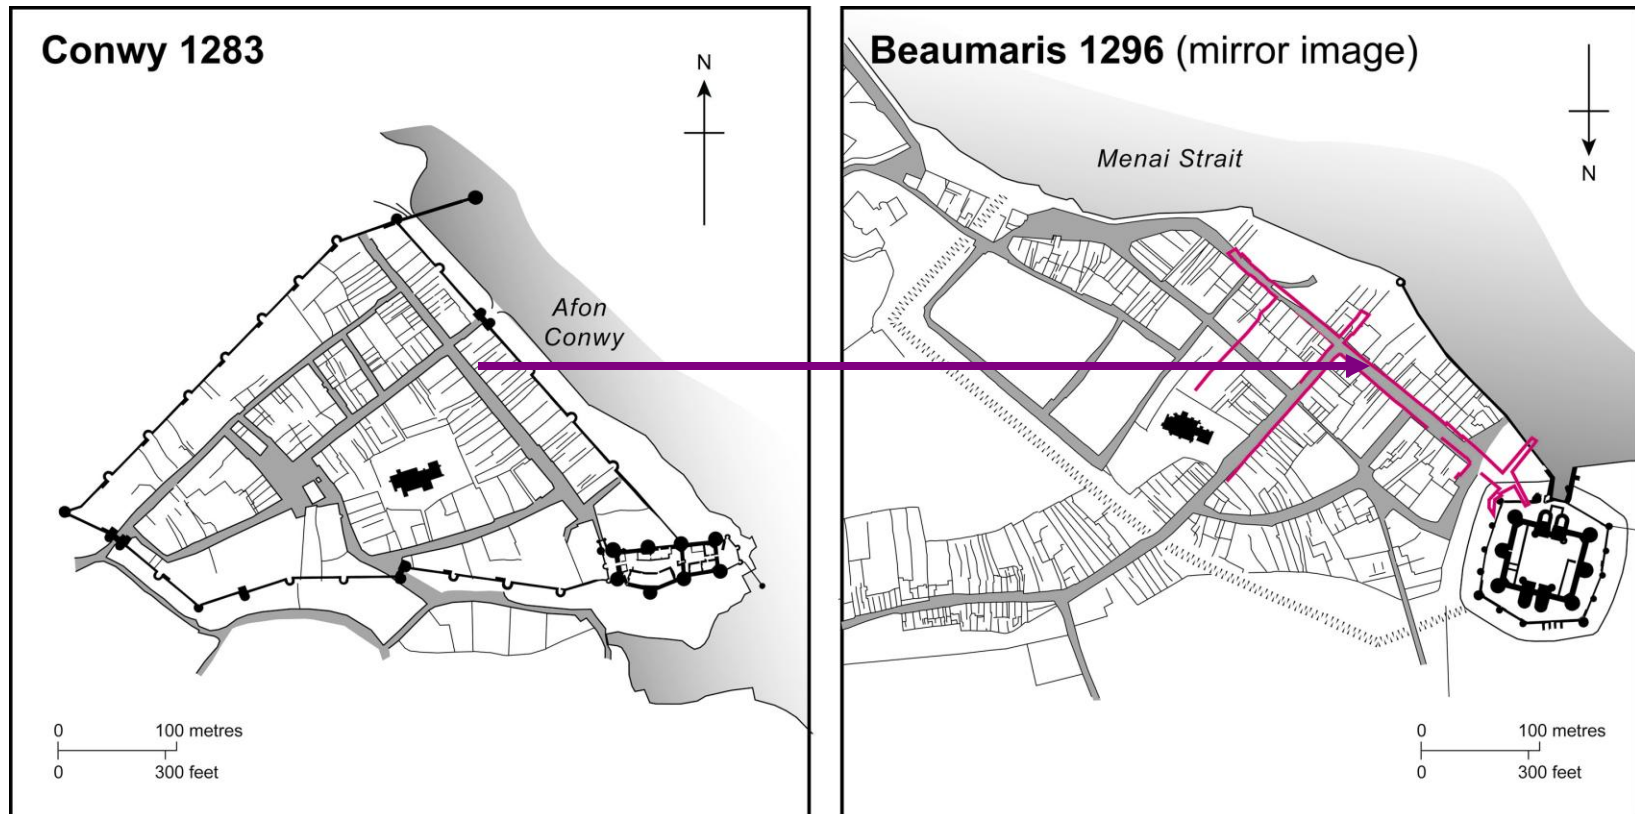 Conwy 1283
N
Afon
Conwy
0 100 metres
0 300 feet
Beaumaris 1296 (mirror image)
Menai Strait
N
0 100 metres
0 300 feet